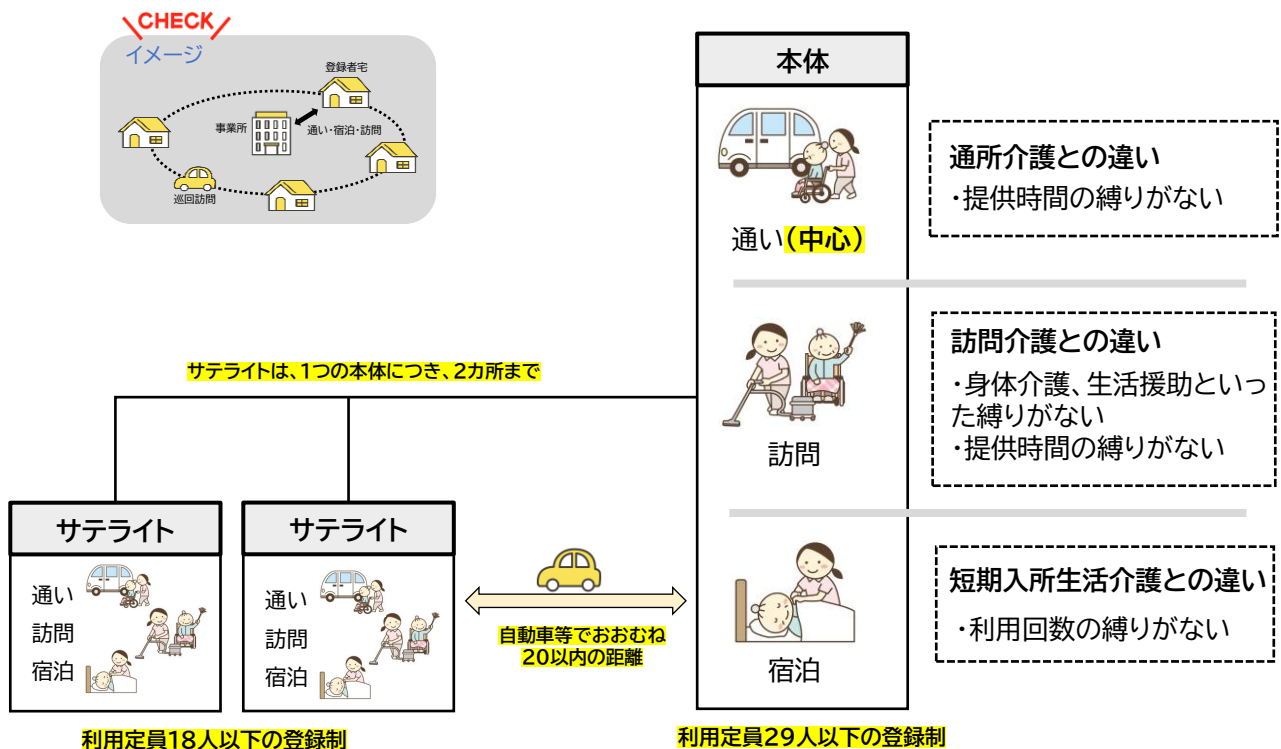 CHECK
イメージ
登録者宅
事業所
通い・宿泊・訪問
巡回訪問
本体
通い(中心)
訪問
宿泊
通所介護との違い
・提供時間の縛りがない
訪問介護との違い
・身体介護、生活援助といっ
た縛りがない
・提供時間の縛りがない
短期入所生活介護との違い
・利用回数の縛りがない
サテライトは、1つの本体につき、2カ所まで
サテライト
通い
訪問
宿泊
サテライト
通い
訪問
宿泊
自動車等でおおむね
20以内の距離
利用定員18人以下の登録制
利用定員29人以下の登録制